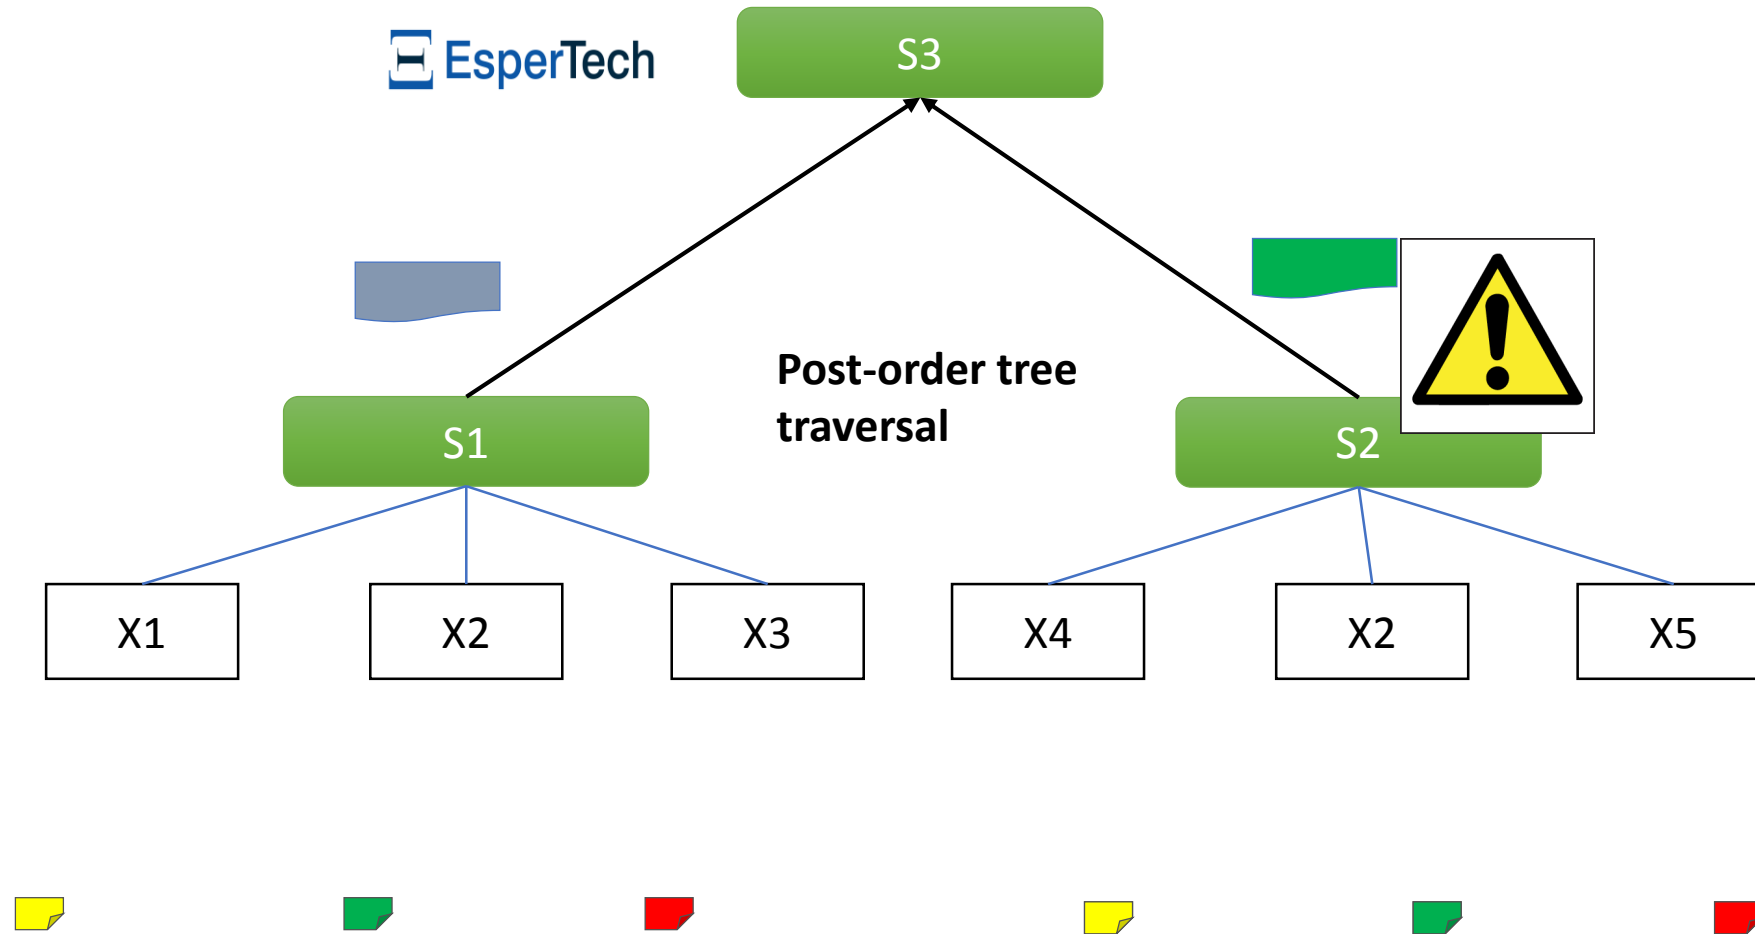 EsperTech
S3
Post-order tree
traversal
S1
S2
X1
X2
X3
X4
X2
X5